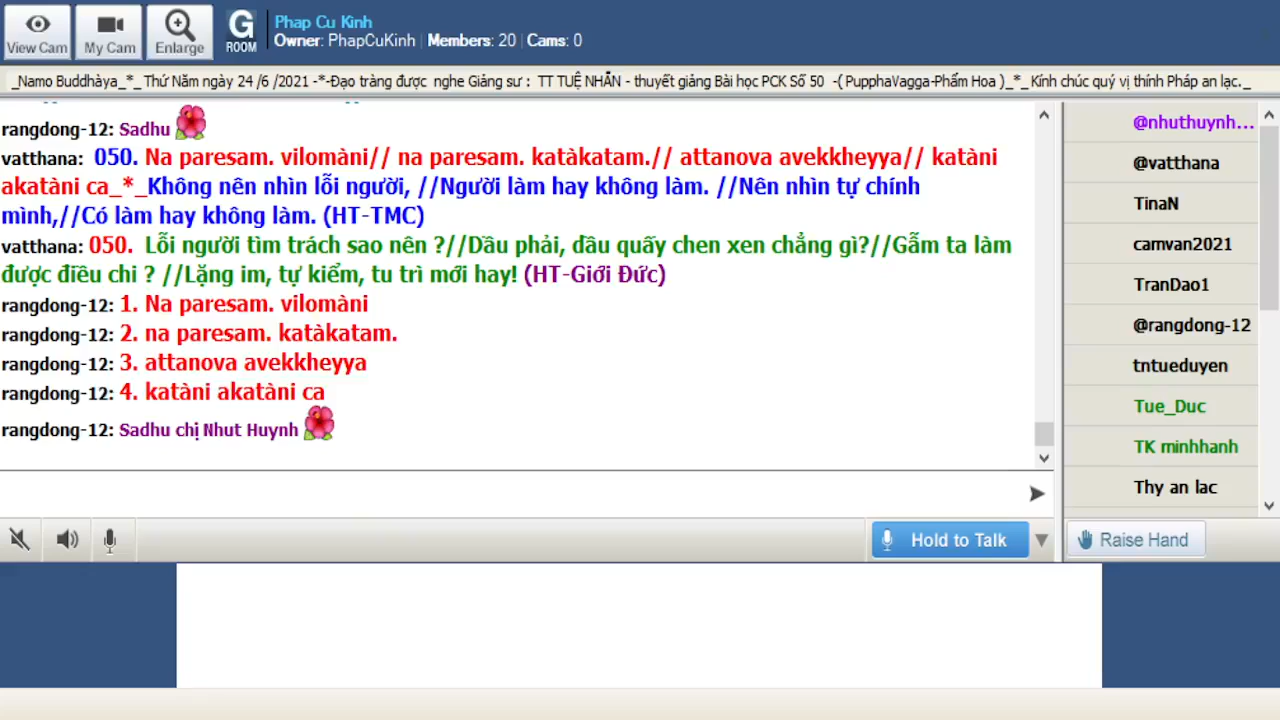 View Cam
My Cam
Enlarge
G
ROOM
Phap Cu Kinh
Owner: PhapCuKinh | Members: 20 | Cams: 0
_Namo Buddhàya_*_ Thứ Năm ngày 24 /6 /2021 -*-Đạo tràng được nghe Giảng sư : TT TUỆ NHẪN - thuyết giảng Bài học PCK Số 50 -( PupphaVagga-Phẩm Hoa )_*_ Kính chúc quý vị thính Pháp an lạc._
rangdong-12: Sadhu
vatthana: 050. Na paresam. vilomàni// na paresam. katàkatam.// attanova avekkheyya// katàni
akatàni ca_*_Không nên nhìn lỗi người, //Người làm hay không làm. //Nên nhìn tự chính
mình,//Có làm hay không làm. (HT-TMC)
vatthana: 050. Lỗi người tìm trách sao nên ?//Dầu phải, đầu quấy chen xen chẳng gì?//Gẫm ta làm
được điều chi ? //Lặng im, tự kiểm, tu trì mới hay! (HT-Giới Đức)
rangdong-12: 1. Na paresam. vilomàni
rangdong-12: 2. na paresam. katàkatam.
rangdong-12: 3. attanova avekkheyya
rangdong-12: 4. katàni akatàni ca
rangdong-12: Sadhu chị Nhut Huynh
@nhuthuynh...
@vatthana
TinaN
camvan2021
TranDao1
@rangdong-12
tntueduyen
Tue_Duc
TK minhhanh
Thy an lac
Hold to Talk
Raise Hand